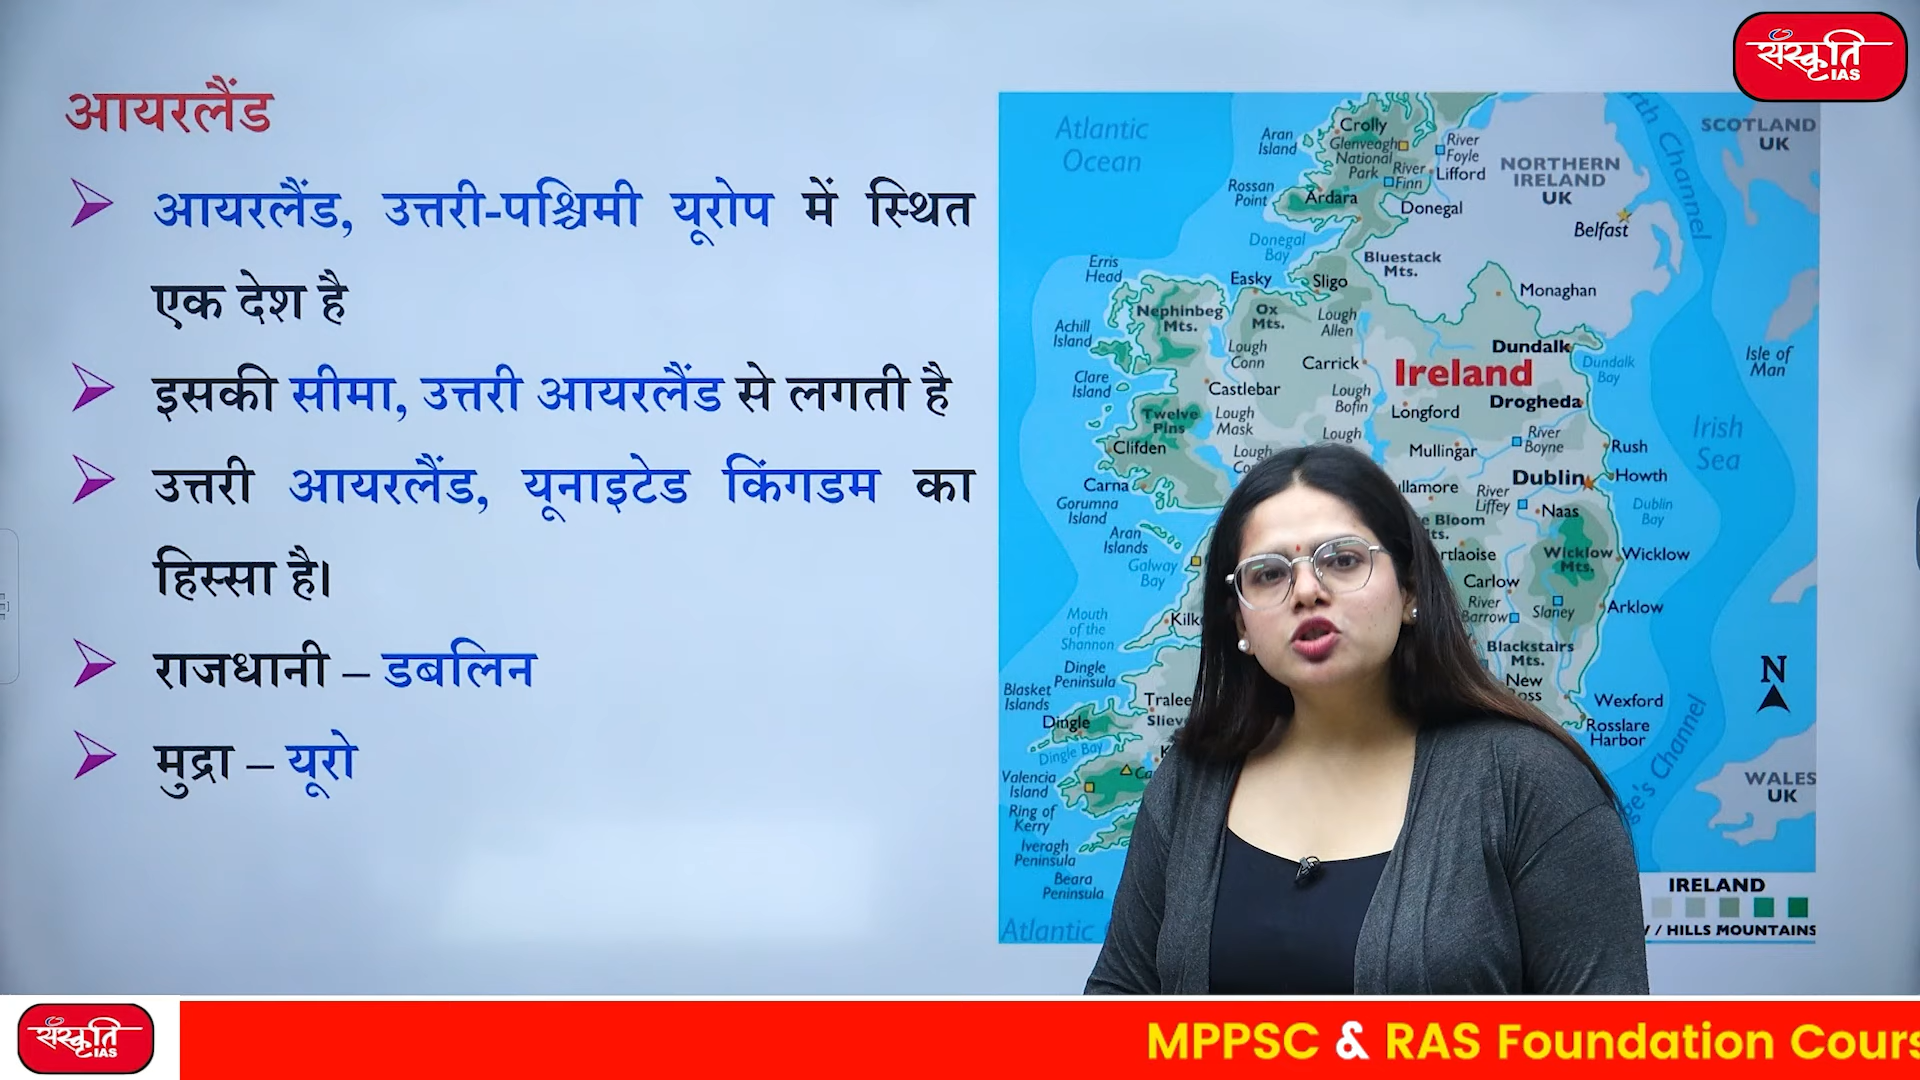 संस्कृति
IAS
आयरलैंड
आयरलैंड, उत्तरी-पश्चिमी यूरोप में स्थित
एक देश है
इसकी सीमा, उत्तरी आयरलैंड से लगती है
उत्तरी आयरलैंड, यूनाइटेड किंगडम का
हिस्सा है।
राजधानी – डबलिन
मुद्रा – यूरो
Atlantic
Ocean
Aran
Island
Crolly
Glenveagh
National
Park
River
Foyle
River
Finn
Lifford
NORTHERN
IRELAND
UK
SCOTLAND
UK
Channel
Rossan
Point
Ardara
Donegal
Belfast
Donegal
Bay
Bluestack
Mts.
Erris
Head
Easky
Sligo
Monaghan
Nephinbeg
Mts.
Ox
Mts.
Lough
Allen
Achill
Island
Lough
Conn
Carrick
Ireland
Dundalk
Dundalk
Bay
Isle of
Man
Clare
Island
Castlebar
Lough
Bofin
Longford
Drogheda
Twelve
Pins
Lough
Mask
Lough
Mullingar
River
Boyne
Rush
Irish
Sea
Clifden
Lough
Dublin
Howth
Carna
River
Liffey
Naas
Dublin
Bay
Gorumna
Island
Aran
Islands
Bloom
Galway
Bay
Wicklow
Mts.
Wicklow
Carlow
River
Barrow
Slaney
Arklow
Mouth
of the
Shannon
Blackstairs
Mts.
New
Dingle
Peninsula
Blasket
Islands
Tralee
Wexford
Dingle
Rosslare
Harbor
Dingle Bay
Valencia
Island
Ring of
Kerry
Iveragh
Peninsula
Beara
Peninsula
Channel
N
WALES
UK
Atlantic
IRELAND
/ HILLS MOUNTAINS
संस्कृति
IAS
MPPSC & RAS Foundation Cours